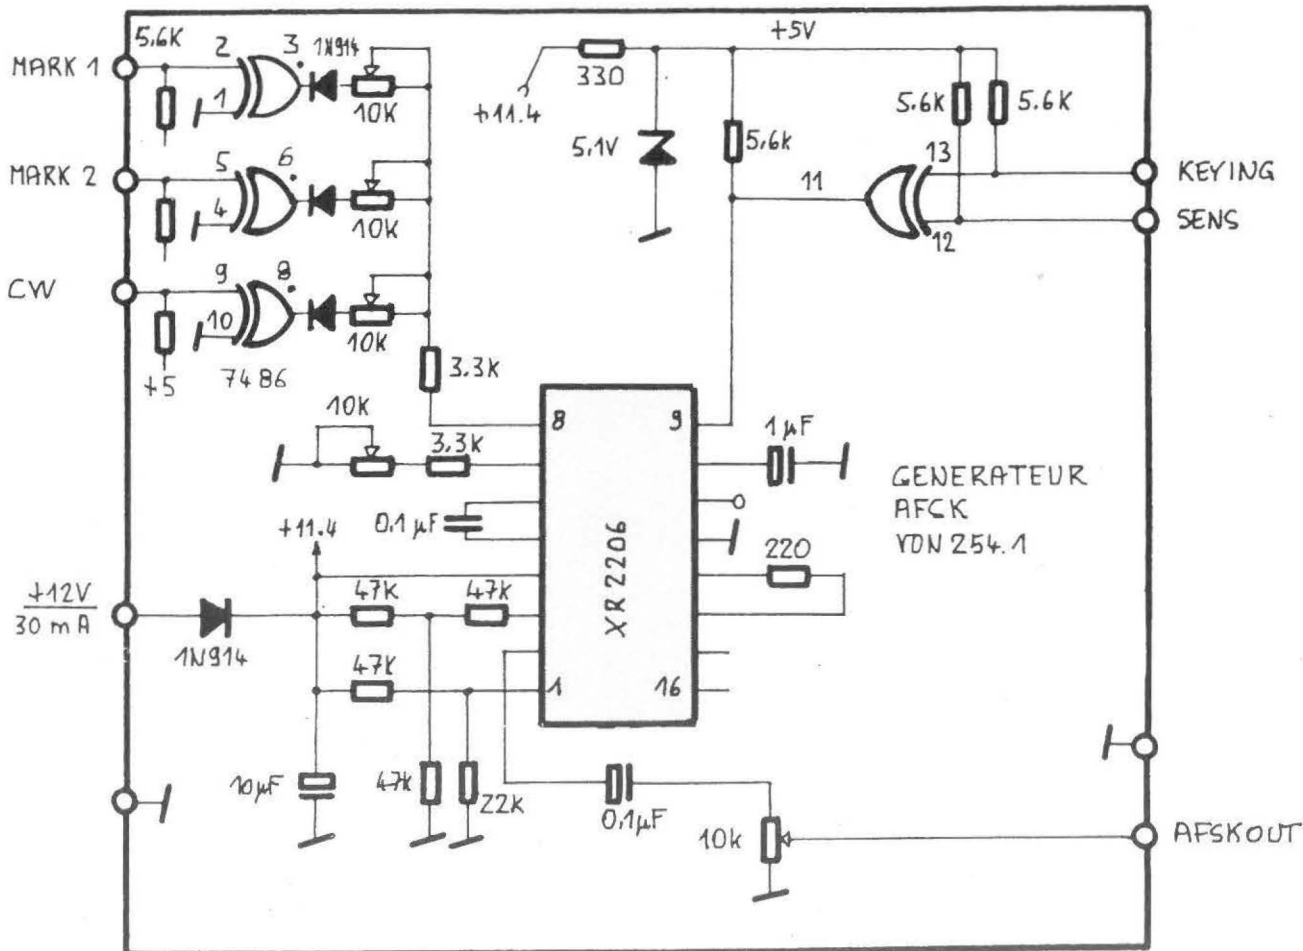 5.6K
MARK 1
2
3
1
1N914
10K
MARK 2
5
6
4
10K
CW
9
8
10
10K
+5
7486
3.3K
+5V
330
+11.4
5.1V
5.6K
5.6K
5.6K
11
13
12
KEYING
SENS
10K
3.3K
8
9
1µF
0.1µF
+11.4
XR2206
220
GENERATEUR
AFCK
VDN 254.1
+12V
30 mA
1N914
47K
47K
47K
1
16
10µF
47K
22K
0.1µF
10K
AFSKOUT